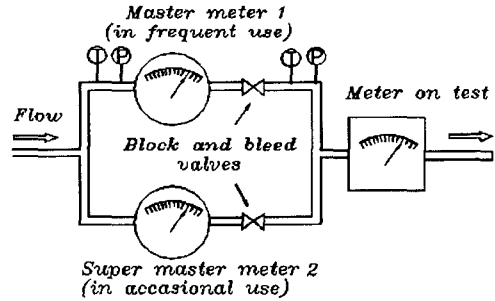 Master meter 1
(in frequent use)
T P T P
Meter on test
Flow
Block and bleed
valves
Super master meter 2
(in accasional use)